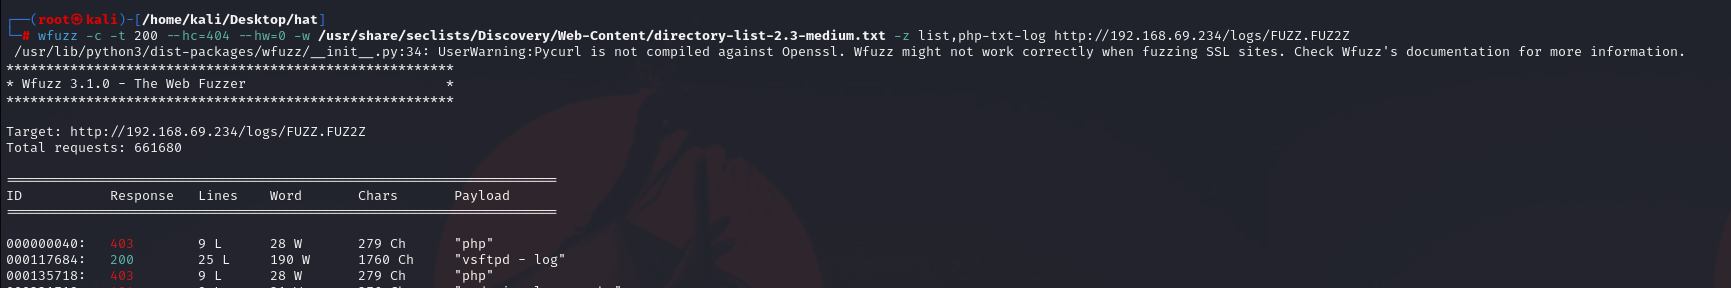 ┌──(root㉿kali)-[/home/kali/Desktop/hat]
└─# wfuzz -c -t 200 --hc=404 --hw=0 -w /usr/share/seclists/Discovery/Web-Content/directory-list-2.3-medium.txt -z list,php-txt-log http://192.168.69.234/logs/FUZZ.FUZ2Z
/usr/lib/python3/dist-packages/wfuzz/__init__.py:34: UserWarning:Pycurl is not compiled against Openssl. Wfuzz might not work correctly when fuzzing SSL sites. Check Wfuzz's documentation for more information.
********************************************************
* Wfuzz 3.1.0 - The Web Fuzzer                         *
********************************************************
Target: http://192.168.69.234/logs/FUZZ.FUZ2Z
Total requests: 661680
=====================================================================
ID           Response   Lines    Word       Chars       Payload
=====================================================================
000000040:   403        9 L      28 W       279 Ch      "php"
000117684:   200        25 L     190 W      1760 Ch     "vsftpd - log"
000135718:   403        9 L      28 W       279 Ch      "php"